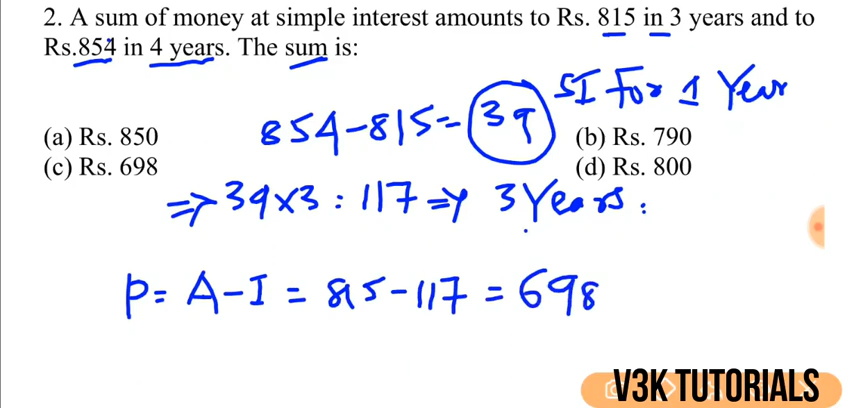 2. A sum of money at simple interest amounts to Rs. 815 in 3 years and to
Rs.854 in 4 years. The sum is:
SI For 1 Year
854-815=39
(a) Rs. 850
(b) Rs. 790
(c) Rs. 698
(d) Rs. 800
⇒ 39×3 : 117 ⇒ 3 Years.
P= A-I = 815-117 = 698
V3K TUTORIALS